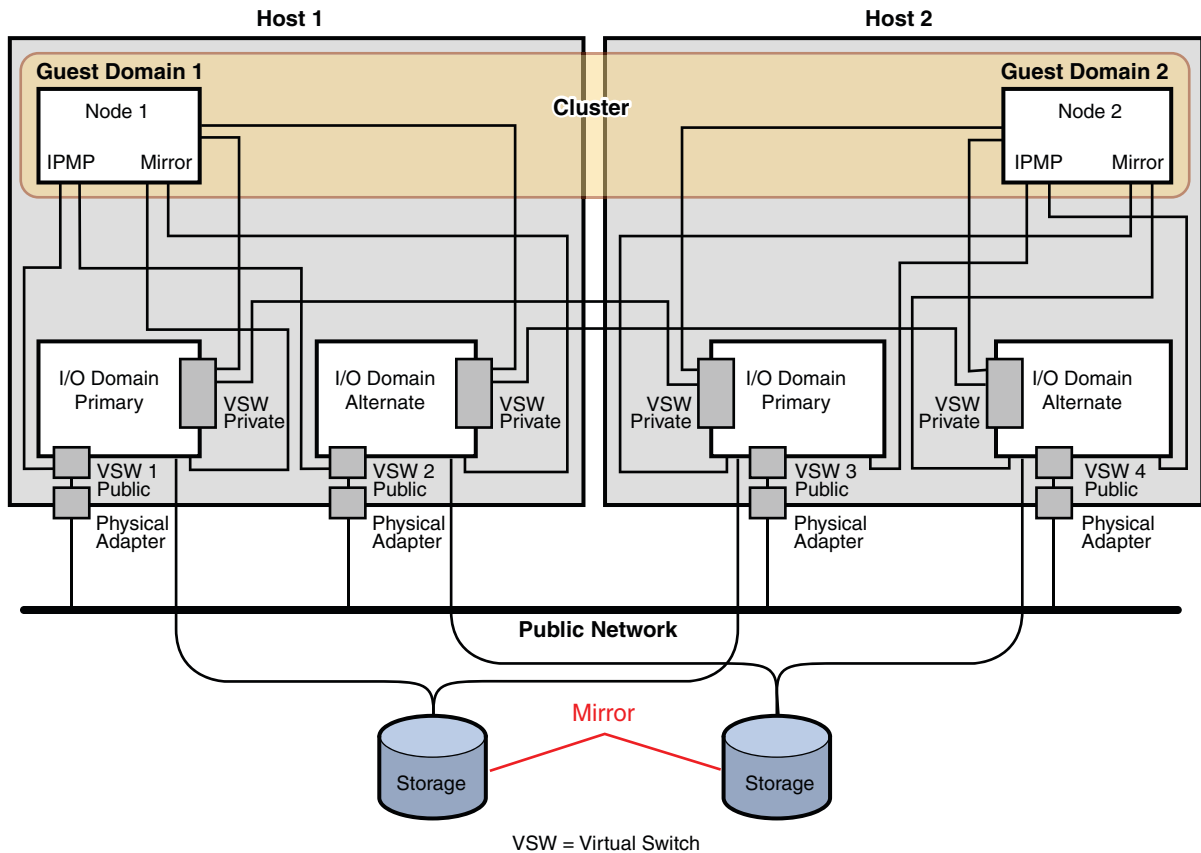 Host 1
Host 2
Guest Domain 1
Guest Domain 2
Cluster
Node 1
IPMP
Mirror
Node 2
IPMP
Mirror
I/O Domain
Primary
VSW
Private
I/O Domain
Alternate
VSW
Private
VSW
Private
I/O Domain
Primary
VSW
Private
I/O Domain
Alternate
VSW 1
Public
VSW 2
Public
VSW 3
Public
VSW 4
Public
Physical
Adapter
Physical
Adapter
Physical
Adapter
Physical
Adapter
Public Network
Mirror
Storage
Storage
VSW = Virtual Switch